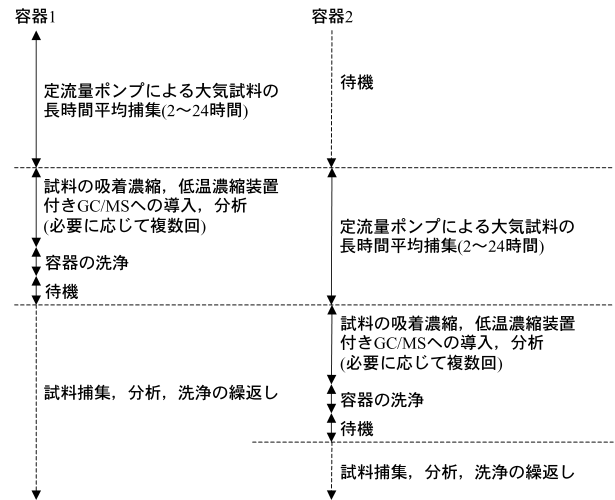 容器1
定流量ポンプによる大気試料の
長時間平均捕集(2～24時間)
試料の吸着濃縮，低温濃縮装置
付きGC/MSへの導入，分析
(必要に応じて複数回)
容器の洗浄
待機
試料捕集，分析，洗浄の繰返し
容器2
待機
定流量ポンプによる大気試料の
長時間平均捕集(2～24時間)
試料の吸着濃縮，低温濃縮装置
付きGC/MSへの導入，分析
(必要に応じて複数回)
容器の洗浄
待機
試料捕集，分析，洗浄の繰返し